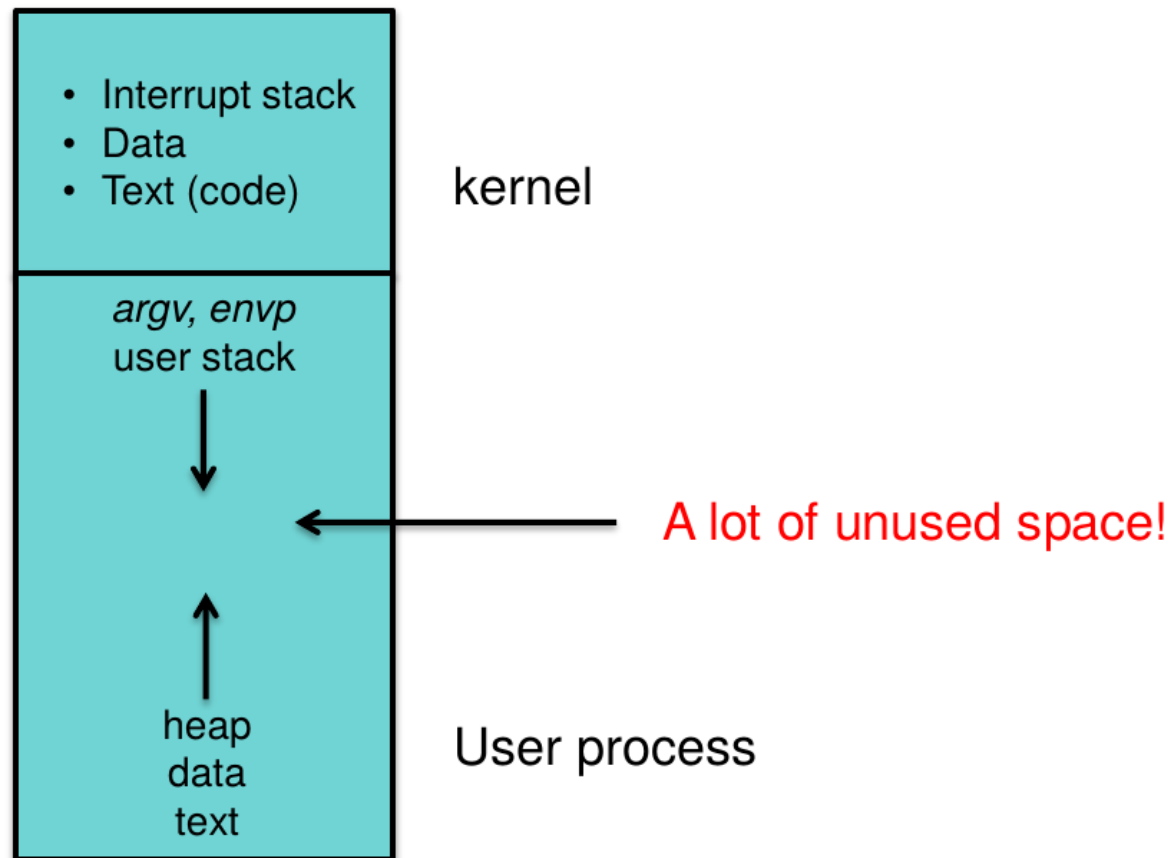 • Interrupt stack
• Data
• Text (code)
kernel
argv, envp
user stack
A lot of unused space!
heap
data
text
User process